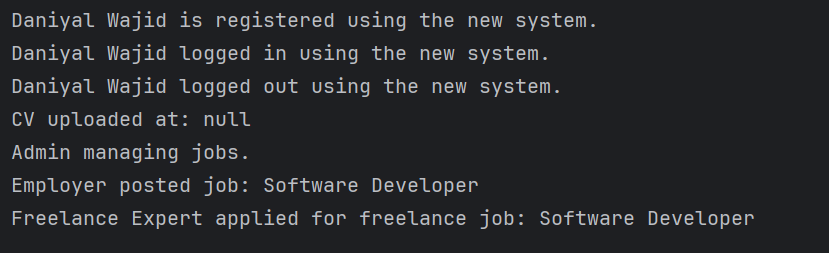 Daniyal Wajid is registered using the new system.
Daniyal Wajid logged in using the new system.
Daniyal Wajid logged out using the new system.
CV uploaded at: null
Admin managing jobs.
Employer posted job: Software Developer
Freelance Expert applied for freelance job: Software Developer